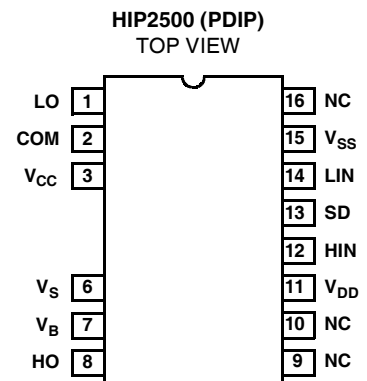 HIP2500 (PDIP)
TOP VIEW
LO 1 16 NC
COM 2 15 VSS
VCC 3 14 LIN
13 SD
12 HIN
VS 6 11 VDD
VB 7 10 NC
HO 8 9 NC